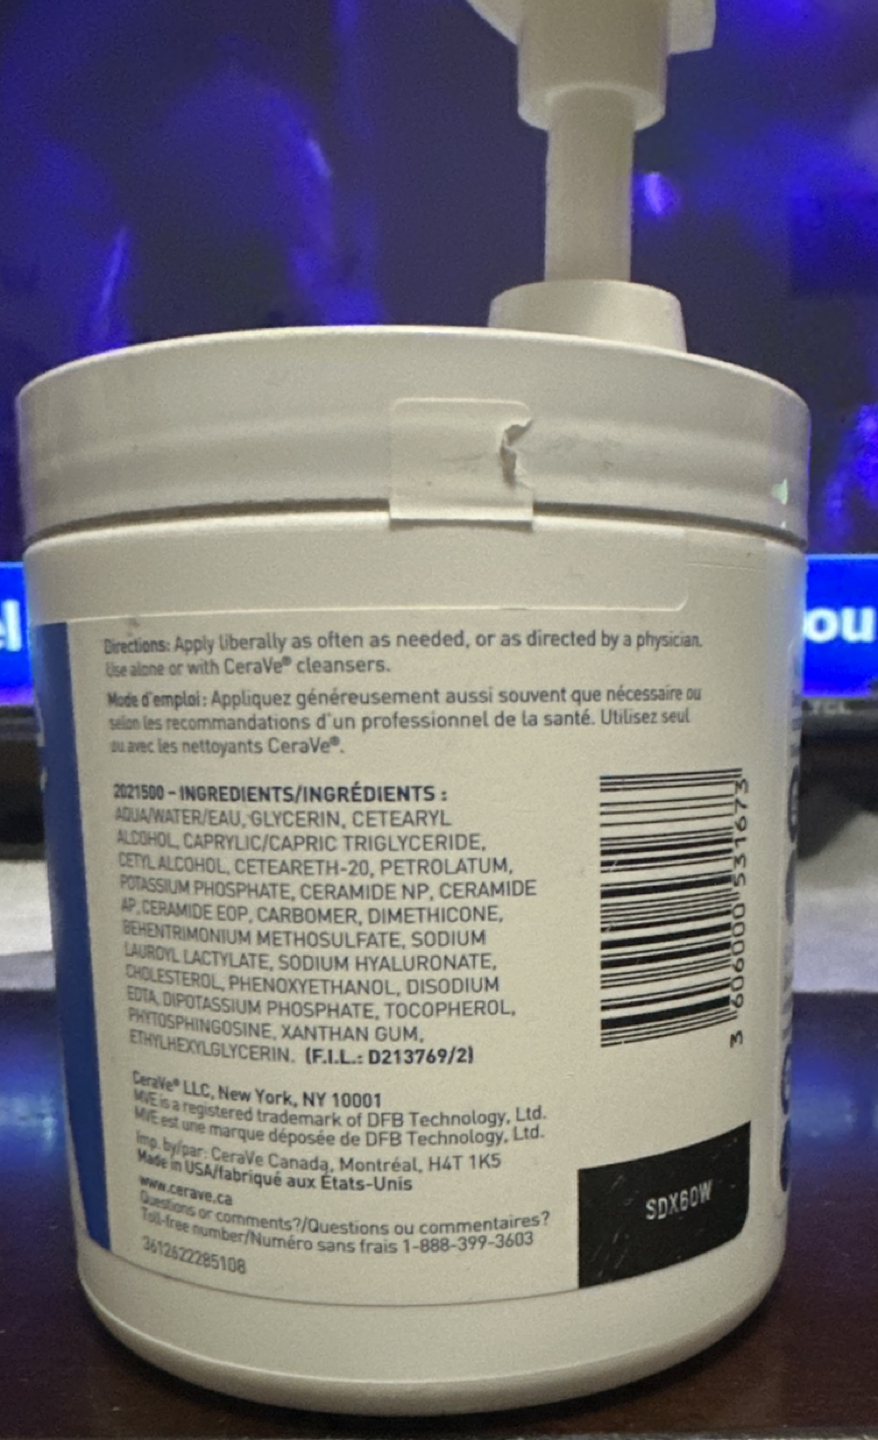 Directions: Apply liberally as often as needed, or as directed by a physician.
Use alone or with CeraVe® cleansers.
Mode d'emploi : Appliquez généreusement aussi souvent que nécessaire ou
selon les recommandations d'un professionnel de la santé. Utilisez seul
ou avec les nettoyants CeraVe®.
2021500 - INGREDIENTS/INGRÉDIENTS :
AQUA/WATER/EAU, GLYCERIN, CETEARYL
ALCOHOL, CAPRYLIC/CAPRIC TRIGLYCERIDE,
CETYL ALCOHOL, CETEARETH-20, PETROLATUM,
POTASSIUM PHOSPHATE, CERAMIDE NP, CERAMIDE
AP, CERAMIDE EOP, CARBOMER, DIMETHICONE,
BEHENTRIMONIUM METHOSULFATE, SODIUM
LAUROYL LACTYLATE, SODIUM HYALURONATE,
CHOLESTEROL, PHENOXYETHANOL, DISODIUM
EDTA, DIPOTASSIUM PHOSPHATE, TOCOPHEROL,
PHYTOSPHINGOSINE, XANTHAN GUM,
ETHYLHEXYLGLYCERIN. (F.I.L.: D213769/2)
CeraVe® LLC, New York, NY 10001
MVE is a registered trademark of DFB Technology, Ltd.
MVE est une marque déposée de DFB Technology, Ltd.
Imp. by/par: CeraVe Canada, Montréal, H4T 1K5
Made in USA/fabriqué aux États-Unis
www.cerave.ca
Questions or comments?/Questions ou commentaires?
Toll-free number/Numéro sans frais 1-888-399-3603
3612622285108
3 606000 531673
SDX60W
el
ou
TCL